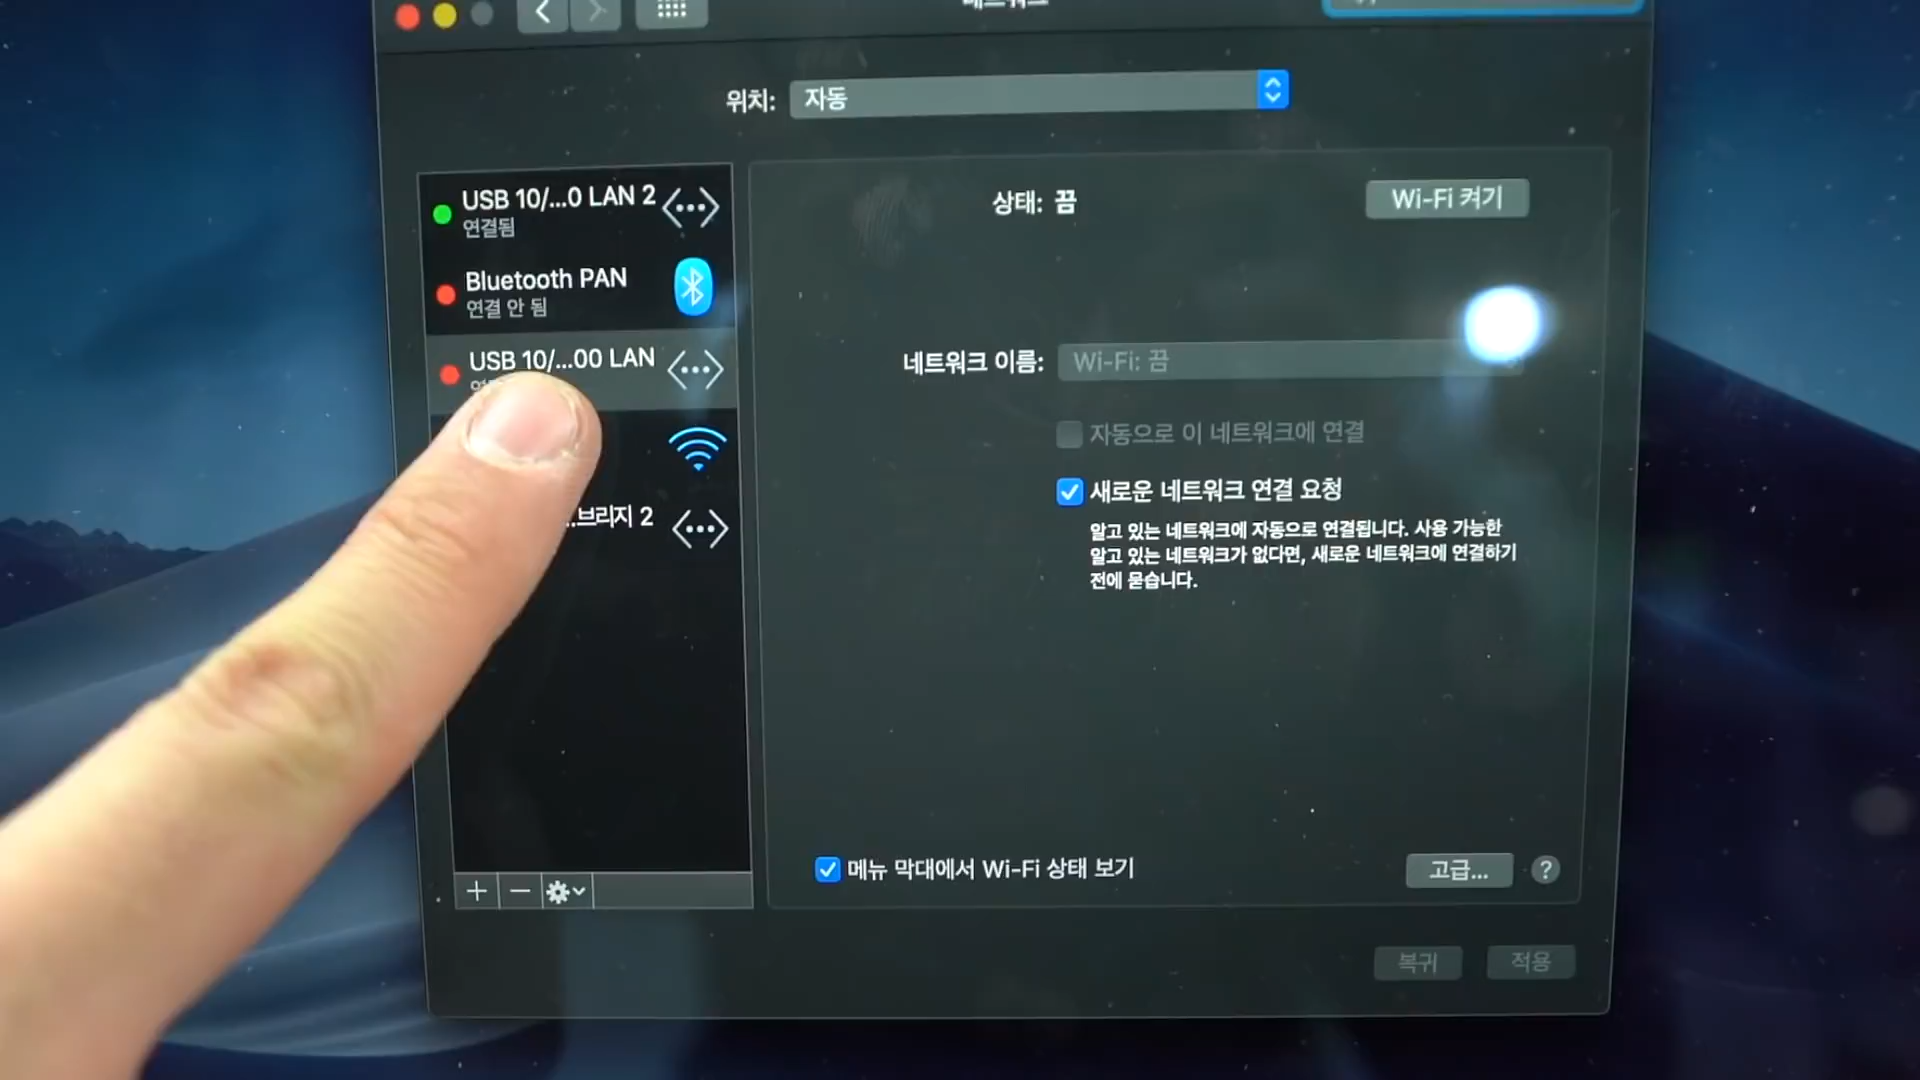 네트워크
위치: 자동
USB 10/...0 LAN 2
연결됨
Bluetooth PAN
연결 안 됨
USB 10/...00 LAN
...브리지 2
상태: 끔
Wi-Fi 켜기
네트워크 이름: Wi-Fi: 끔
자동으로 이 네트워크에 연결
새로운 네트워크 연결 요청
알고 있는 네트워크에 자동으로 연결됩니다. 사용 가능한
알고 있는 네트워크가 없다면, 새로운 네트워크에 연결하기
전에 묻습니다.
메뉴 막대에서 Wi-Fi 상태 보기
고급...
?
복귀
적용